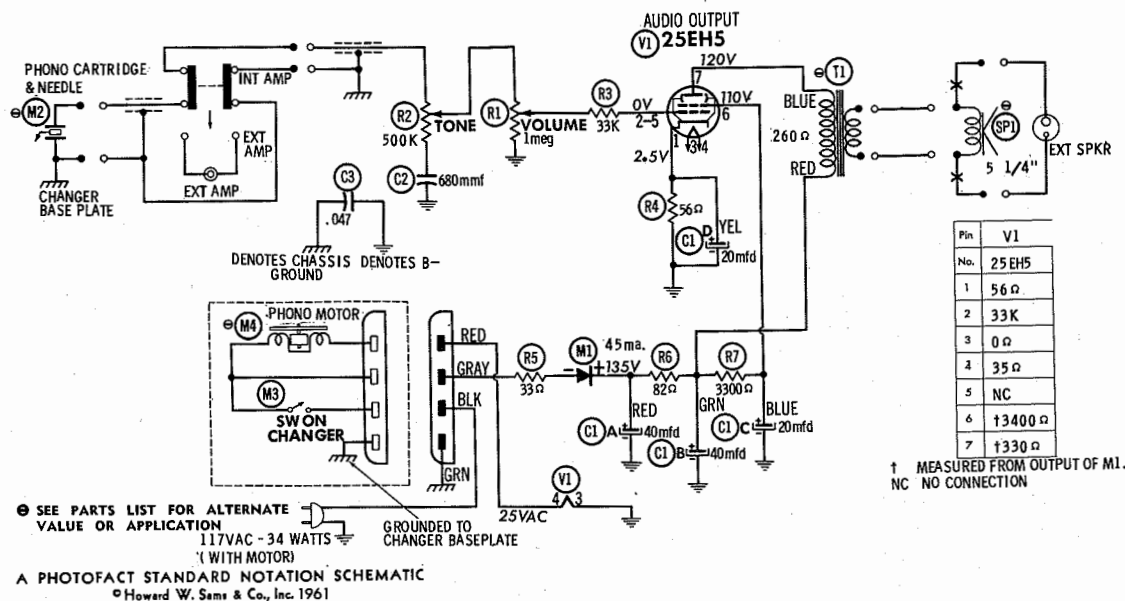 AUDIO OUTPUT
V1 25EH5
PHONO CARTRIDGE
& NEEDLE
⊖ M2
INT AMP
EXT
AMP
EXT AMP
CHANGER
BASE PLATE
R2
500K
TONE
C2
680mmf
R1
VOLUME
1meg
R3
33K
0V
2-5
7
120V
110V
6
1
3 4
2.5V
R4
56Ω
C1 D
YEL
20mfd
⊖ T1
BLUE
260Ω
RED
⊖
SP1
5 1/4"
EXT SPKR
C3
.047
DENOTES CHASSIS
GROUND
DENOTES B-
Pin No. V1 25EH5
1 56Ω
2 33K
3 0Ω
4 35Ω
5 NC
6 †3400Ω
7 †330Ω
† MEASURED FROM OUTPUT OF M1.
NC NO CONNECTION
PHONO MOTOR
⊖ M4
M3
SW ON
CHANGER
RED
GRAY
BLK
GRN
R5
33Ω
M1
45ma.
- +135V
R6
82Ω
R7
3300Ω
RED
C1 A 40mfd
GRN
C1 B 40mfd
BLUE
C1 C 20mfd
V1
4 3
25VAC
GROUNDED TO
CHANGER BASEPLATE
⊖ SEE PARTS LIST FOR ALTERNATE
VALUE OR APPLICATION
117VAC - 34 WATTS
(WITH MOTOR)
A PHOTOFACT STANDARD NOTATION SCHEMATIC
© Howard W. Sams & Co., Inc. 1961